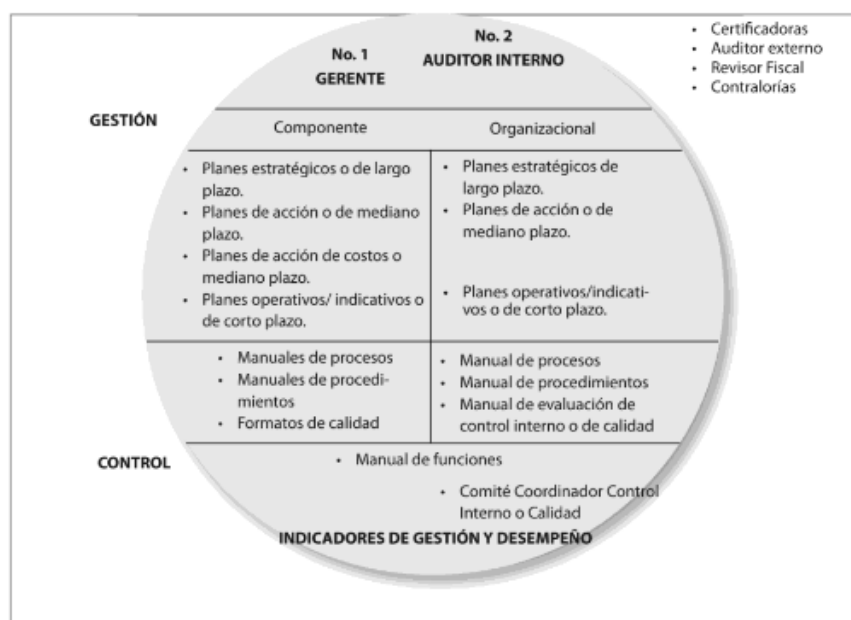 No. 1
GERENTE
No. 2
AUDITOR INTERNO
• Certificadoras
• Auditor externo
• Revisor Fiscal
• Contralorías
GESTIÓN
Componente
Organizacional
• Planes estratégicos o de largo
plazo.
• Planes de acción o de mediano
plazo.
• Planes de acción de costos o
mediano plazo.
• Planes operativos/ indicativos o
de corto plazo.
• Planes estratégicos de
largo plazo.
• Planes de acción o de
mediano plazo.
• Planes operativos/indicati-
vos o de corto plazo.
• Manuales de procesos
• Manuales de procedi-
mientos
• Formatos de calidad
• Manual de procesos
• Manual de procedimientos
• Manual de evaluación de
control interno o de calidad
CONTROL
• Manual de funciones
• Comité Coordinador Control
Interno o Calidad
INDICADORES DE GESTIÓN Y DESEMPEÑO